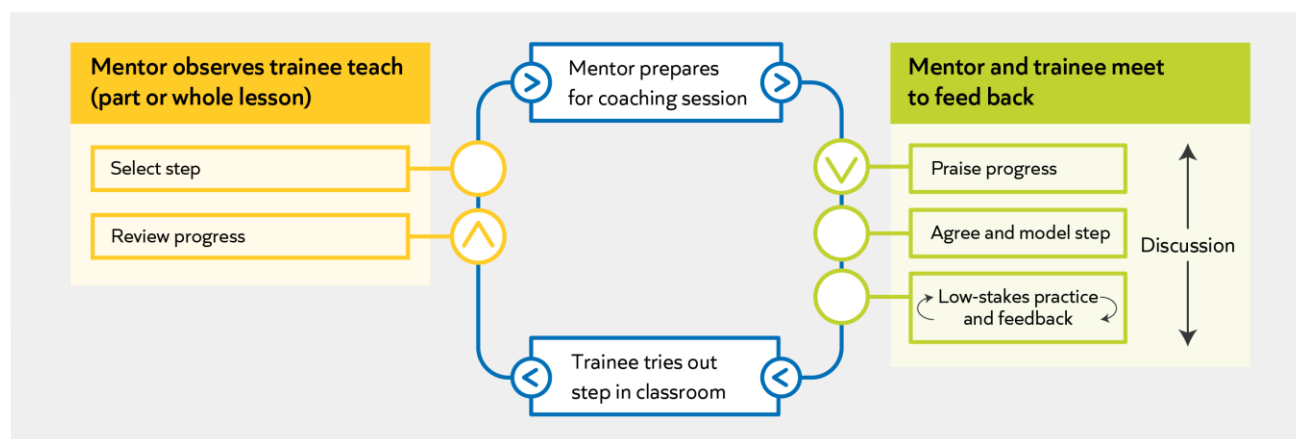 Mentor observes trainee teach
(part or whole lesson)
Select step
Review progress
Mentor prepares
for coaching session
Mentor and trainee meet
to feed back
Praise progress
Agree and model step
Low-stakes practice
and feedback
Discussion
Trainee tries out
step in classroom